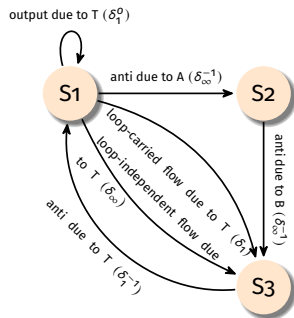 output due to T (δ₁ᵒ)
S1
anti due to A (δ∞⁻¹)
S2
loop-carried flow due to T (δ₁)
loop-independent flow due
to T (δ∞)
anti due to T (δ₁⁻¹)
anti due to B (δ∞⁻¹)
S3